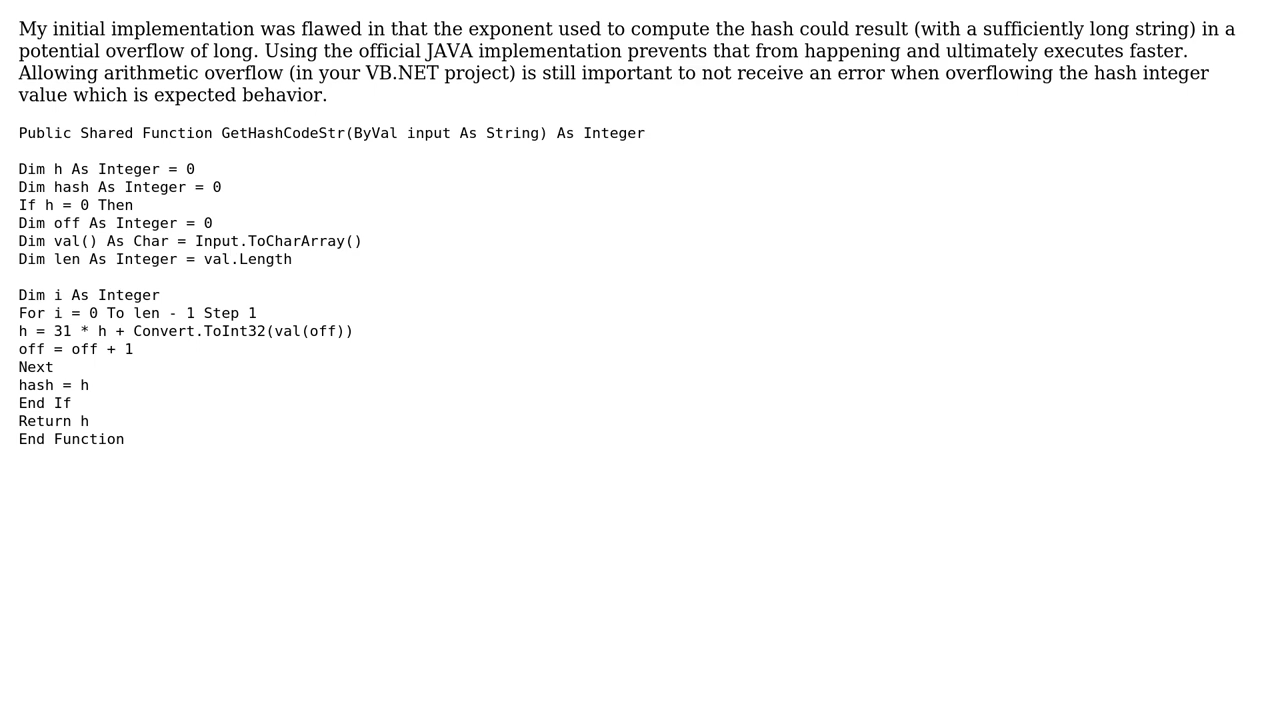 My initial implementation was flawed in that the exponent used to compute the hash could result (with a sufficiently long string) in a
potential overflow of long. Using the official JAVA implementation prevents that from happening and ultimately executes faster.
Allowing arithmetic overflow (in your VB.NET project) is still important to not receive an error when overflowing the hash integer
value which is expected behavior.
Public Shared Function GetHashCodeStr(ByVal input As String) As Integer
Dim h As Integer = 0
Dim hash As Integer = 0
If h = 0 Then
Dim off As Integer = 0
Dim val() As Char = Input.ToCharArray()
Dim len As Integer = val.Length
Dim i As Integer
For i = 0 To len - 1 Step 1
h = 31 * h + Convert.ToInt32(val(off))
off = off + 1
Next
hash = h
End If
Return h
End Function